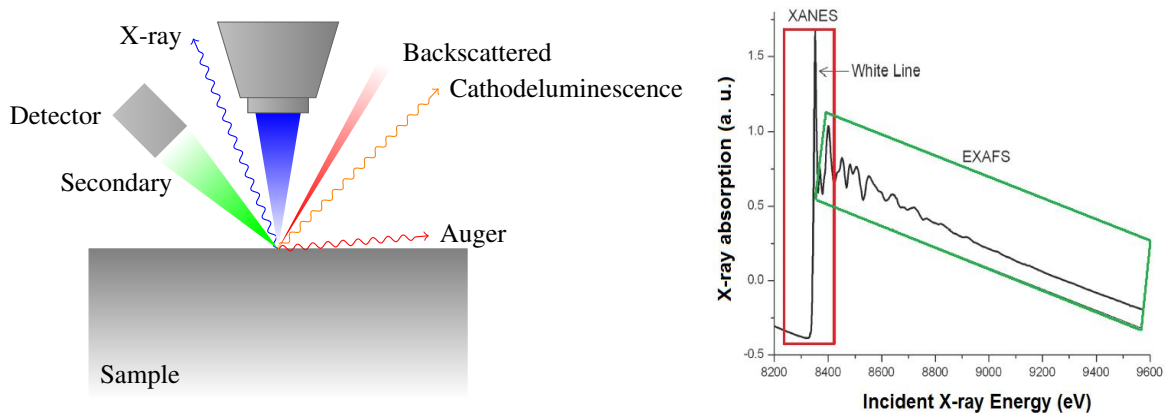 X-ray
Backscattered
Cathodeluminescence
Detector
Secondary
Auger
Sample
XANES
White Line
EXAFS
X-ray absorption (a. u.)
1.5
1.0
0.5
0.0
-0.5
8200 8400 8600 8800 9000 9200 9400 9600
Incident X-ray Energy (eV)